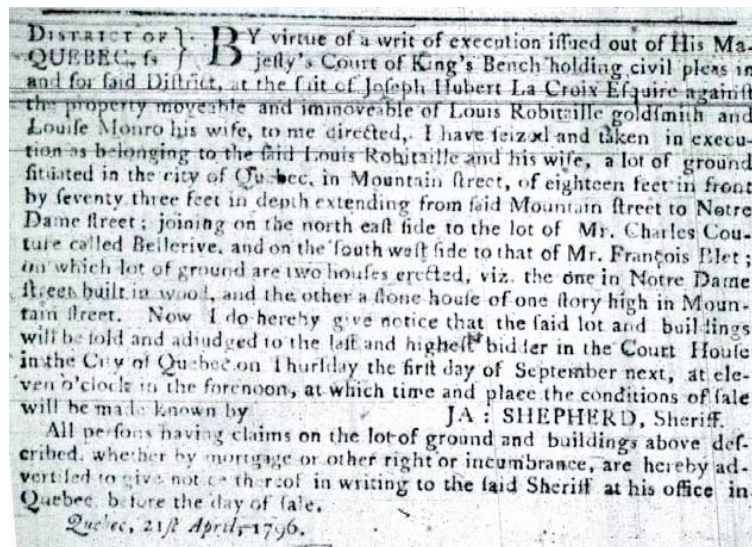 DISTRICT OF } BY virtue of a writ of execution iſſued out of His Ma-
QUEBEC, ſs } jeſty's Court of King's Bench holding civil pleas in
and for ſaid Diſtrict, at the ſuit of Joſeph Hubert La Croix Eſquire againſt
the property moveable and immoveable of Louis Robitaille goldſmith and
Louiſe Monro his wife, to me directed, I have ſeized and taken in execu-
tion as belonging to the ſaid Louis Robitaille and his wife, a lot of ground
ſituated in the city of Quebec, in Mountain ſtreet, of eighteen feet in front
by ſeventy three feet in depth extending from ſaid Mountain ſtreet to Notre
Dame ſtreet; joining on the north eaſt ſide to the lot of Mr. Charles Cou-
ture called Bellerive, and on the ſouth weſt ſide to that of Mr. François Blet;
on which lot of ground are two houſes erected, viz. the one in Notre Dame
ſtreet built in wood, and the other a ſtone houſe of one ſtory high in Moun-
tain ſtreet. Now I do hereby give notice that the ſaid lot and buildings
will be ſold and adjudged to the laſt and higheſt bidder in the Court Houſe
in the City of Quebec on Thurſday the firſt day of September next, at ele-
ven o'clock in the forenoon, at which time and place the conditions of ſale
will be made known by JA: SHEPHERD, Sheriff.
All perſons having claims on the lot of ground and buildings above deſ-
cribed, whether by mortgage or other right or incumbrance, are hereby ad-
vertiſed to give notice thereof in writing to the ſaid Sheriff at his office in
Quebec before the day of ſale.
Quebec, 21ſt April, 1796.